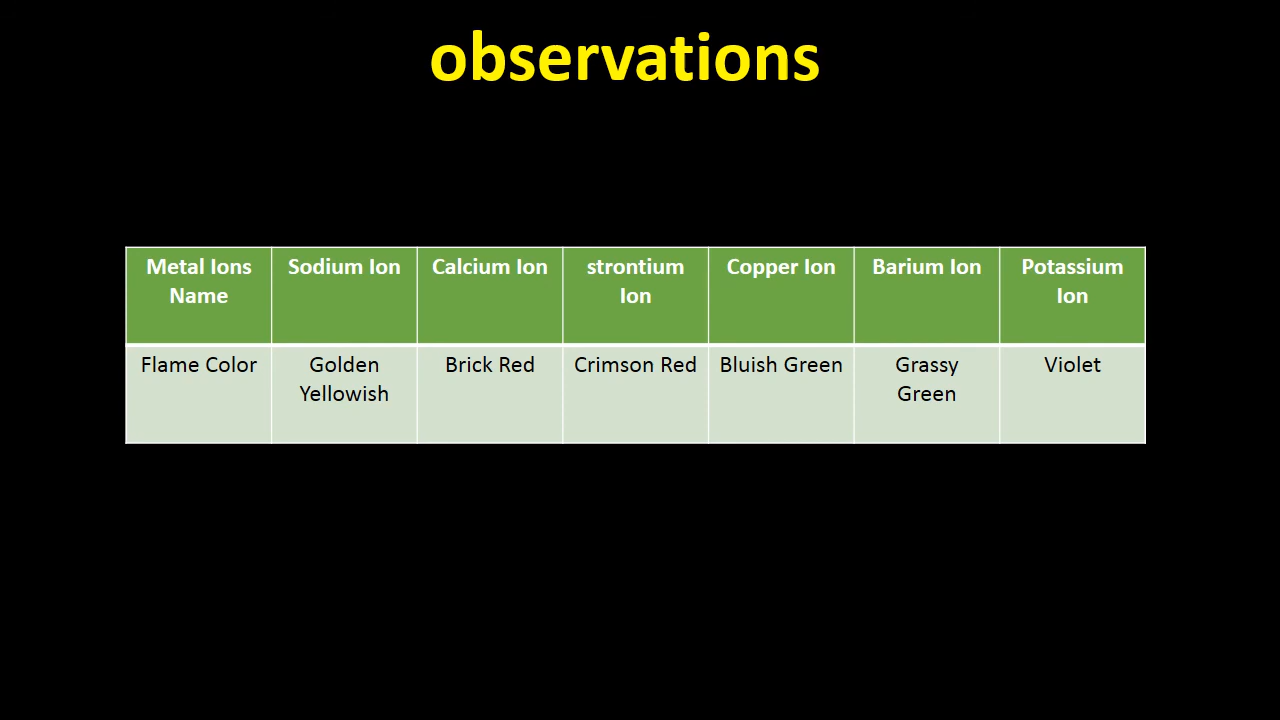 observations
Metal Ions Name Sodium Ion Calcium Ion strontium Ion Copper Ion Barium Ion Potassium Ion
Flame Color Golden Yellowish Brick Red Crimson Red Bluish Green Grassy Green Violet